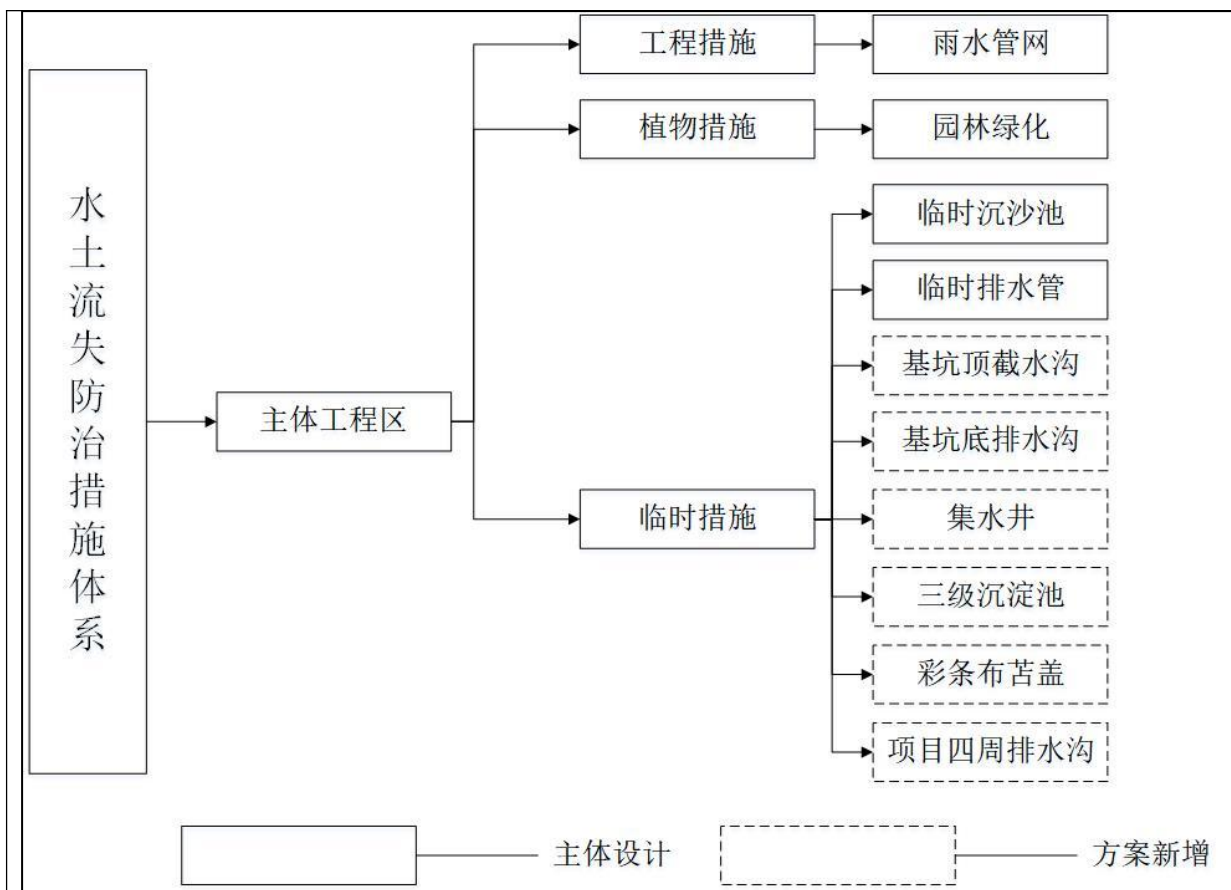 水土流失防治措施体系
主体工程区
工程措施
雨水管网
植物措施
园林绿化
临时措施
临时沉沙池
临时排水管
基坑顶截水沟
基坑底排水沟
集水井
三级沉淀池
彩条布苫盖
项目四周排水沟
主体设计
方案新增